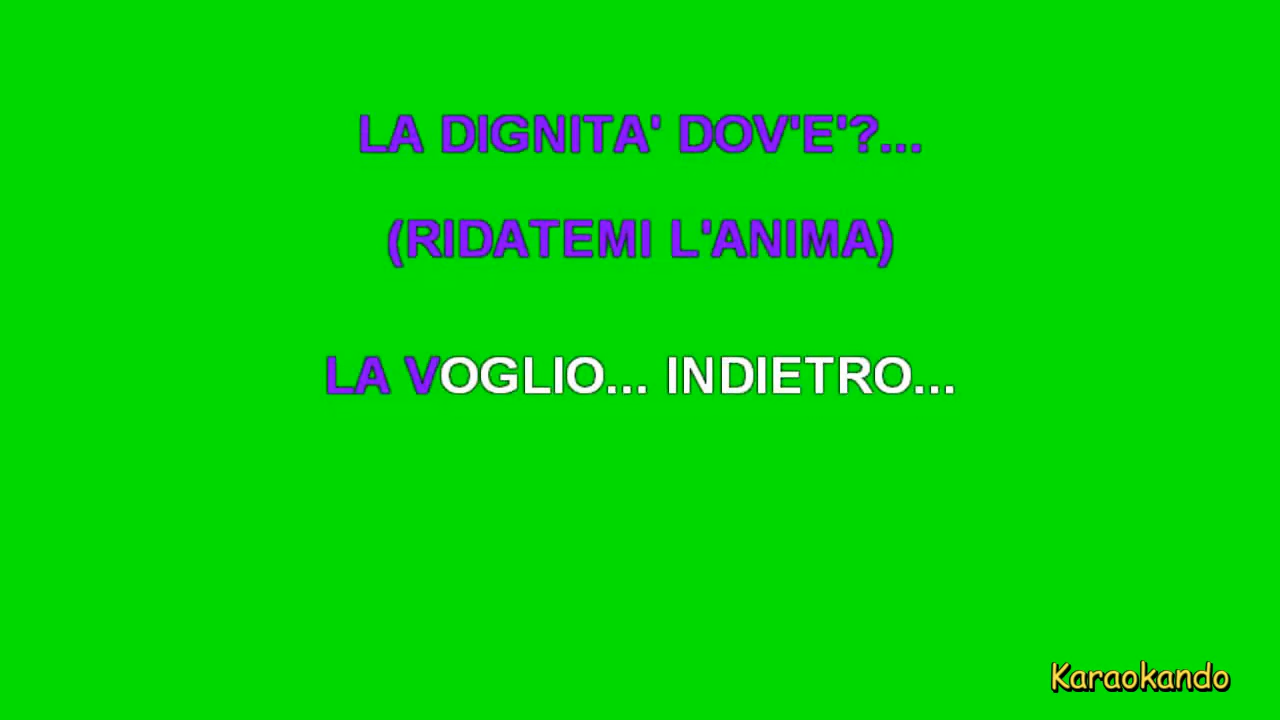 LA DIGNITA' DOV'E'?...
(RIDATEMI L'ANIMA)
LA VOGLIO... INDIETRO...
Karaokando